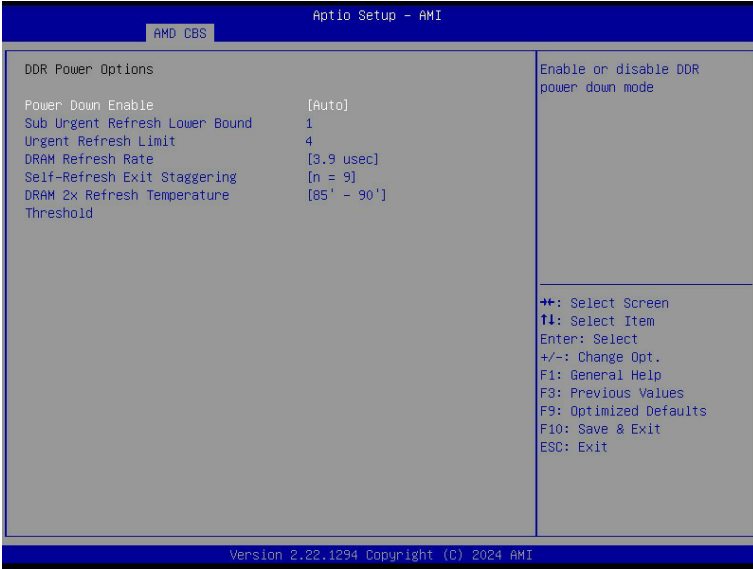 Aptio Setup – AMI
AMD CBS
DDR Power Options
Power Down Enable [Auto]
Sub Urgent Refresh Lower Bound 1
Urgent Refresh Limit 4
DRAM Refresh Rate [3.9 usec]
Self-Refresh Exit Staggering [n = 9]
DRAM 2x Refresh Temperature [85' - 90']
Threshold
Enable or disable DDR
power down mode
→←: Select Screen
↑↓: Select Item
Enter: Select
+/-: Change Opt.
F1: General Help
F3: Previous Values
F9: Optimized Defaults
F10: Save & Exit
ESC: Exit
Version 2.22.1294 Copyright (C) 2024 AMI